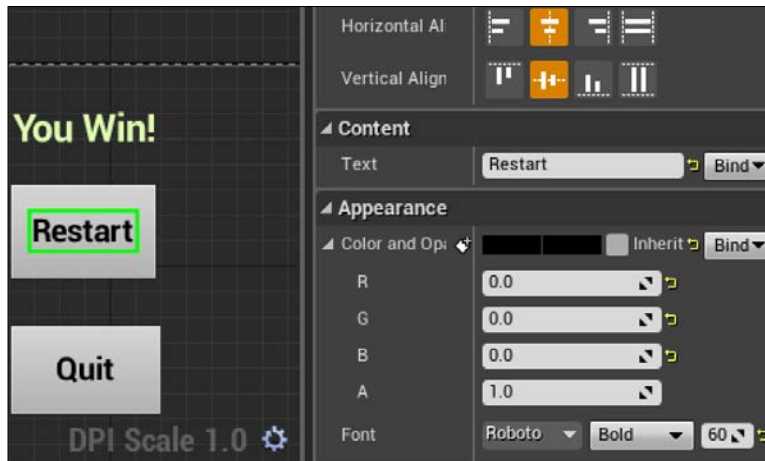 You Win!
Restart
Quit
DPI Scale 1.0
Horizontal Ali
Vertical Align
Content
Text Restart Bind
Appearance
Color and Opa Inherit Bind
R 0.0
G 0.0
B 0.0
A 1.0
Font Roboto Bold 60